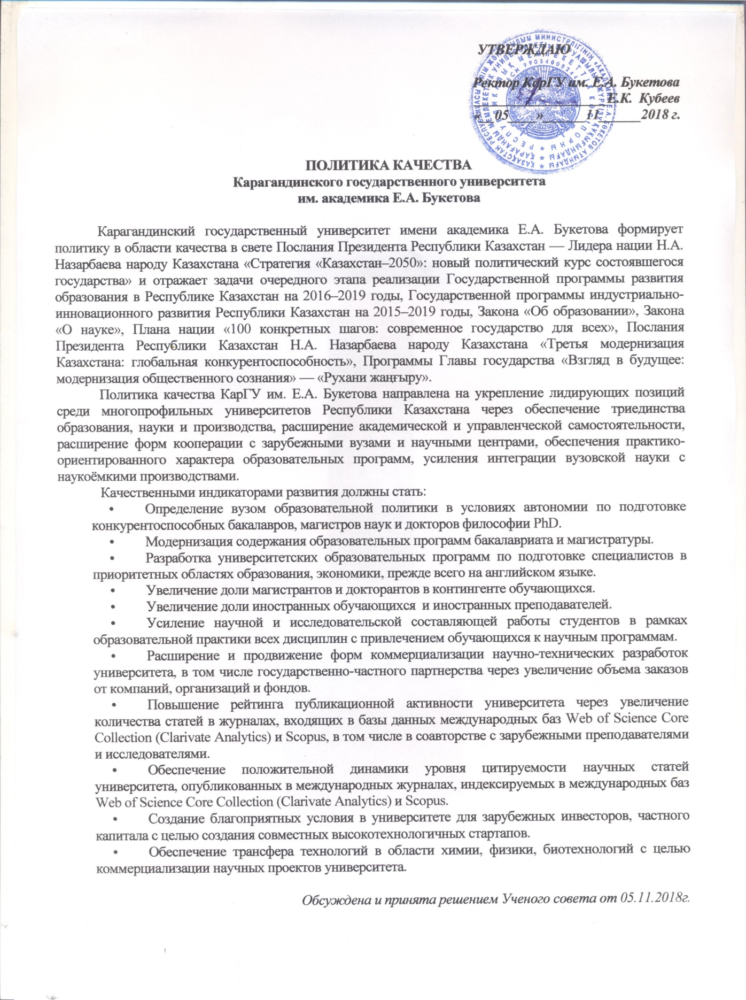 УТВЕРЖДАЮ
Ректор КарГУ им. Е.А. Букетова
Е.К. Кубеев
«__05____»______11______2018 г.
ПОЛИТИКА КАЧЕСТВА
Карагандинского государственного университета
им. академика Е.А. Букетова
Карагандинский государственный университет имени академика Е.А. Букетова формирует
политику в области качества в свете Послания Президента Республики Казахстан — Лидера нации Н.А.
Назарбаева народу Казахстана «Стратегия «Казахстан–2050»: новый политический курс состоявшегося
государства» и отражает задачи очередного этапа реализации Государственной программы развития
образования в Республике Казахстан на 2016–2019 годы, Государственной программы индустриально-
инновационного развития Республики Казахстан на 2015–2019 годы, Закона «Об образовании», Закона
«О науке», Плана нации «100 конкретных шагов: современное государство для всех», Послания
Президента Республики Казахстан Н.А. Назарбаева народу Казахстана «Третья модернизация
Казахстана: глобальная конкурентоспособность», Программы Главы государства «Взгляд в будущее:
модернизация общественного сознания» — «Рухани жаңғыру».
Политика качества КарГУ им. Е.А. Букетова направлена на укрепление лидирующих позиций
среди многопрофильных университетов Республики Казахстана через обеспечение триединства
образования, науки и производства, расширение академической и управленческой самостоятельности,
расширение форм кооперации с зарубежными вузами и научными центрами, обеспечения практико-
ориентированного характера образовательных программ, усиления интеграции вузовской науки с
наукоёмкими производствами.
Качественными индикаторами развития должны стать:
• Определение вузом образовательной политики в условиях автономии по подготовке
конкурентоспособных бакалавров, магистров наук и докторов философии PhD.
• Модернизация содержания образовательных программ бакалавриата и магистратуры.
• Разработка университетских образовательных программ по подготовке специалистов в
приоритетных областях образования, экономики, прежде всего на английском языке.
• Увеличение доли магистрантов и докторантов в контингенте обучающихся.
• Увеличение доли иностранных обучающихся и иностранных преподавателей.
• Усиление научной и исследовательской составляющей работы студентов в рамках
образовательной практики всех дисциплин с привлечением обучающихся к научным программам.
• Расширение и продвижение форм коммерциализации научно-технических разработок
университета, в том числе государственно-частного партнерства через увеличение объема заказов
от компаний, организаций и фондов.
• Повышение рейтинга публикационной активности университета через увеличение
количества статей в журналах, входящих в базы данных международных баз Web of Science Core
Collection (Clarivate Analytics) и Scopus, в том числе в соавторстве с зарубежными преподавателями
и исследователями.
• Обеспечение положительной динамики уровня цитируемости научных статей
университета, опубликованных в международных журналах, индексируемых в международных баз
Web of Science Core Collection (Clarivate Analytics) и Scopus.
• Создание благоприятных условия в университете для зарубежных инвесторов, частного
капитала с целью создания совместных высокотехнологичных стартапов.
• Обеспечение трансфера технологий в области химии, физики, биотехнологий с целью
коммерциализации научных проектов университета.
Обсуждена и принята решением Ученого совета от 05.11.2018г.